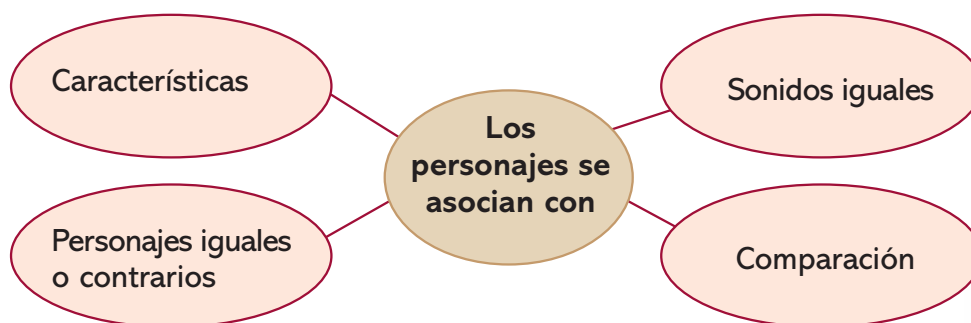 Características
Sonidos iguales
Los
personajes se
asocian con
Personajes iguales
o contrarios
Comparación